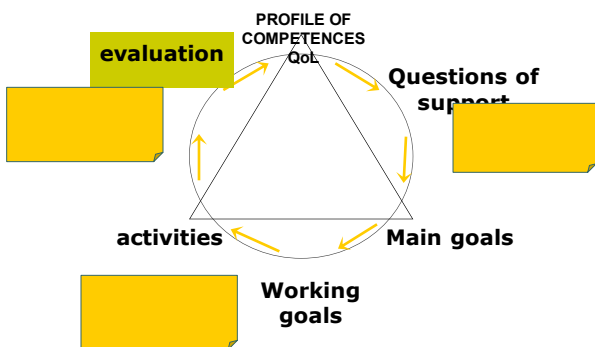 PROFILE OF
COMPETENCES
QoL
evaluation
Questions of
support
activities
Main goals
Working
goals